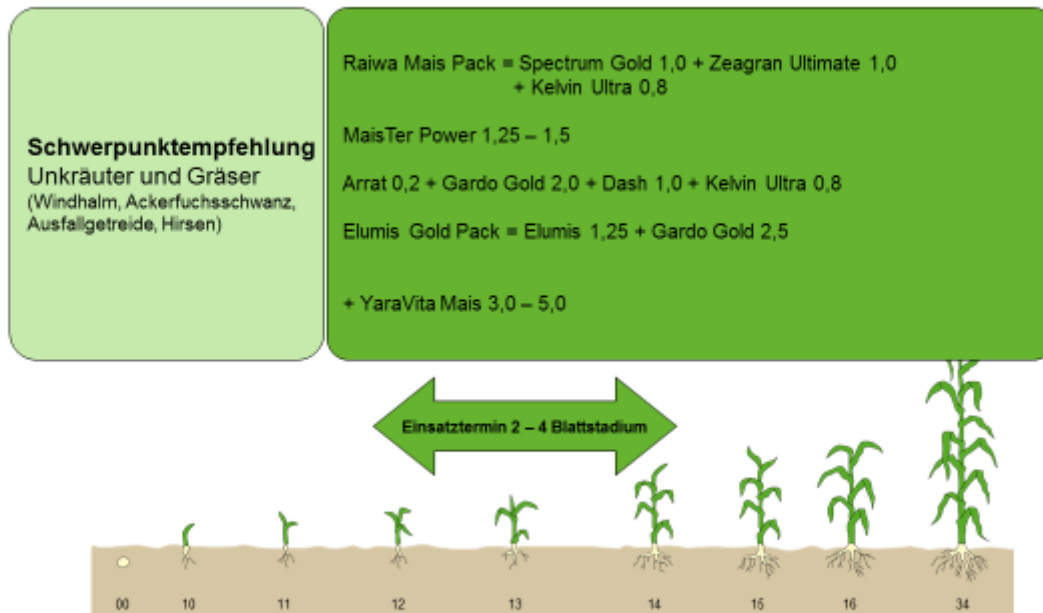 Schwerpunktempfehlung
Unkräuter und Gräser
(Windhalm, Ackerfuchsschwanz,
Ausfallgetreide, Hirsen)
Raiwa Mais Pack = Spectrum Gold 1,0 + Zeagran Ultimate 1,0
+ Kelvin Ultra 0,8
MaisTer Power 1,25 – 1,5
Arrat 0,2 + Gardo Gold 2,0 + Dash 1,0 + Kelvin Ultra 0,8
Elumis Gold Pack = Elumis 1,25 + Gardo Gold 2,5
+ YaraVita Mais 3,0 – 5,0
Einsatztermin 2 – 4 Blattstadium
00 10 11 12 13 14 15 16 34